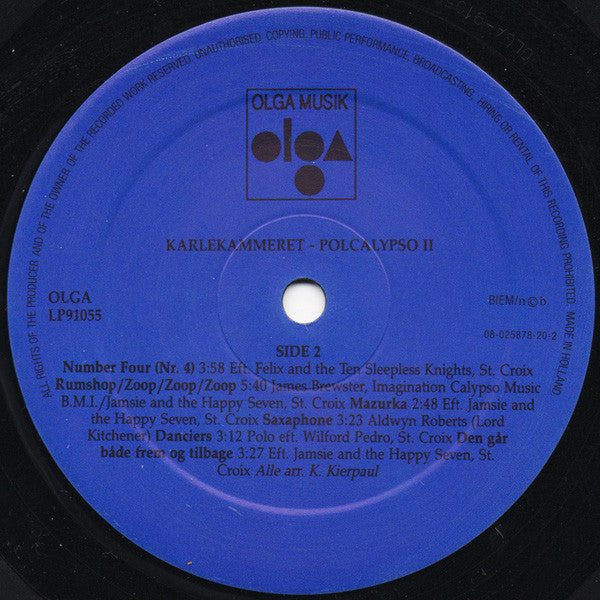 ALL RIGHTS OF THE PRODUCER AND OF THE OWNER OF THE RECORDED WORK RESERVED. UNAUTHORISED COPYING, PUBLIC PERFORMANCE, BROADCASTING, HIRING OR RENTAL OF THIS RECORDING PROHIBITED - MADE IN HOLLAND
OLGA MUSIK
olga
KARLEKAMMERET - POLCALYPSO II
OLGA
LP91055
BIEM/n©b
08-025878-20-2
SIDE 2
Number Four (Nr. 4) 3:58 Eft. Felix and the Ten Sleepless Knights, St. Croix
Rumshop/Zoop/Zoop/Zoop 5:40 James Brewster, Imagination Calypso Music
B.M.I./Jamsie and the Happy Seven, St. Croix Mazurka 2:48 Eft. Jamsie and
the Happy Seven, St. Croix Saxaphone 3:23 Aldwyn Roberts (Lord
Kitchener) Danciers 3:12 Polo eft. Wilford Pedro, St. Croix Den går
både frem og tilbage 3:27 Eft. Jamsie and the Happy Seven, St.
Croix Alle arr. K. Kierpaul